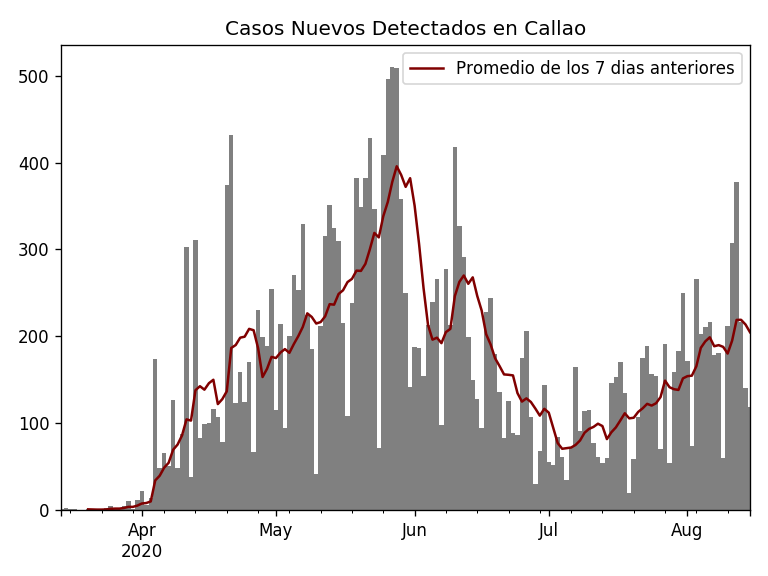 Casos Nuevos Detectados en Callao
Promedio de los 7 dias anteriores
500
400
300
200
100
0
Apr
2020
May
Jun
Jul
Aug